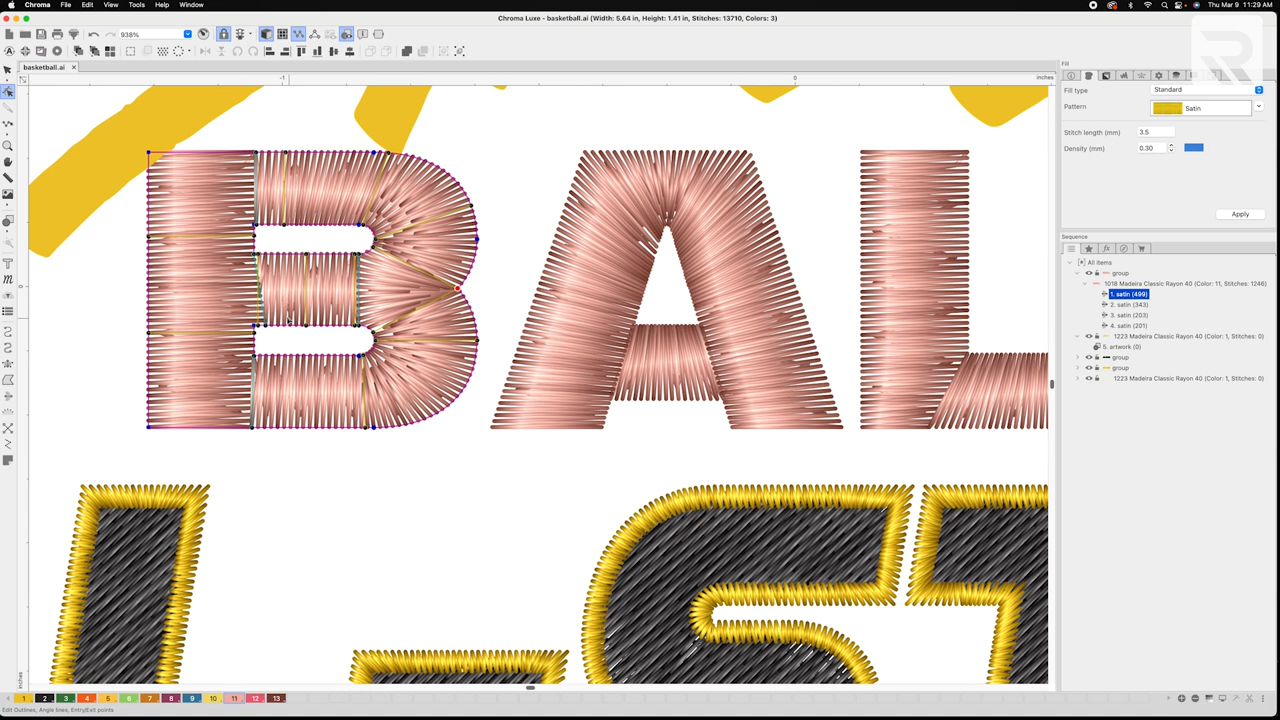 Chroma File Edit View Tools Window Help Thu Mar 9 11:29 AM
Chroma Luxe - basketball.ai (Width: 5.64 in, Height: 1.41 in, Stitches: 13710, Colors: 3)
938%
basketball.ai
-1 0 inches
Fill
Fill type Standard
Pattern Satin
Stitch length (mm) 3.5
Density (mm) 0.30
Apply
Sequence
All items
group
1018 Madeira Classic Rayon 40 (Color: 11, Stitches: 1246)
1. satin (499)
2. satin (343)
3. satin (203)
4. satin (201)
1223 Madeira Classic Rayon 40 (Color: 1, Stitches: 0)
5. artwork (0)
group
group
1223 Madeira Classic Rayon 40 (Color: 1, Stitches: 0)
BAL
0
inches
1 2 3 4 5 6 7 8 9 10 11 12 13
Edit Outlines, Angle lines, Entry/Exit points